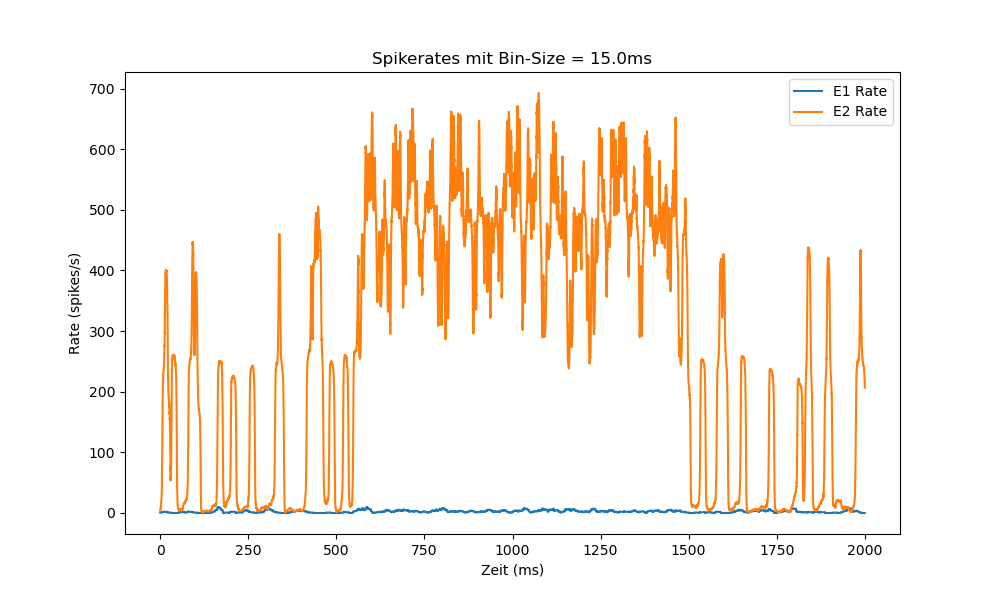 Spikerates mit Bin-Size = 15.0ms
E1 Rate
E2 Rate
Rate (spikes/s)
700
600
500
400
300
200
100
0
0 250 500 750 1000 1250 1500 1750 2000
Zeit (ms)